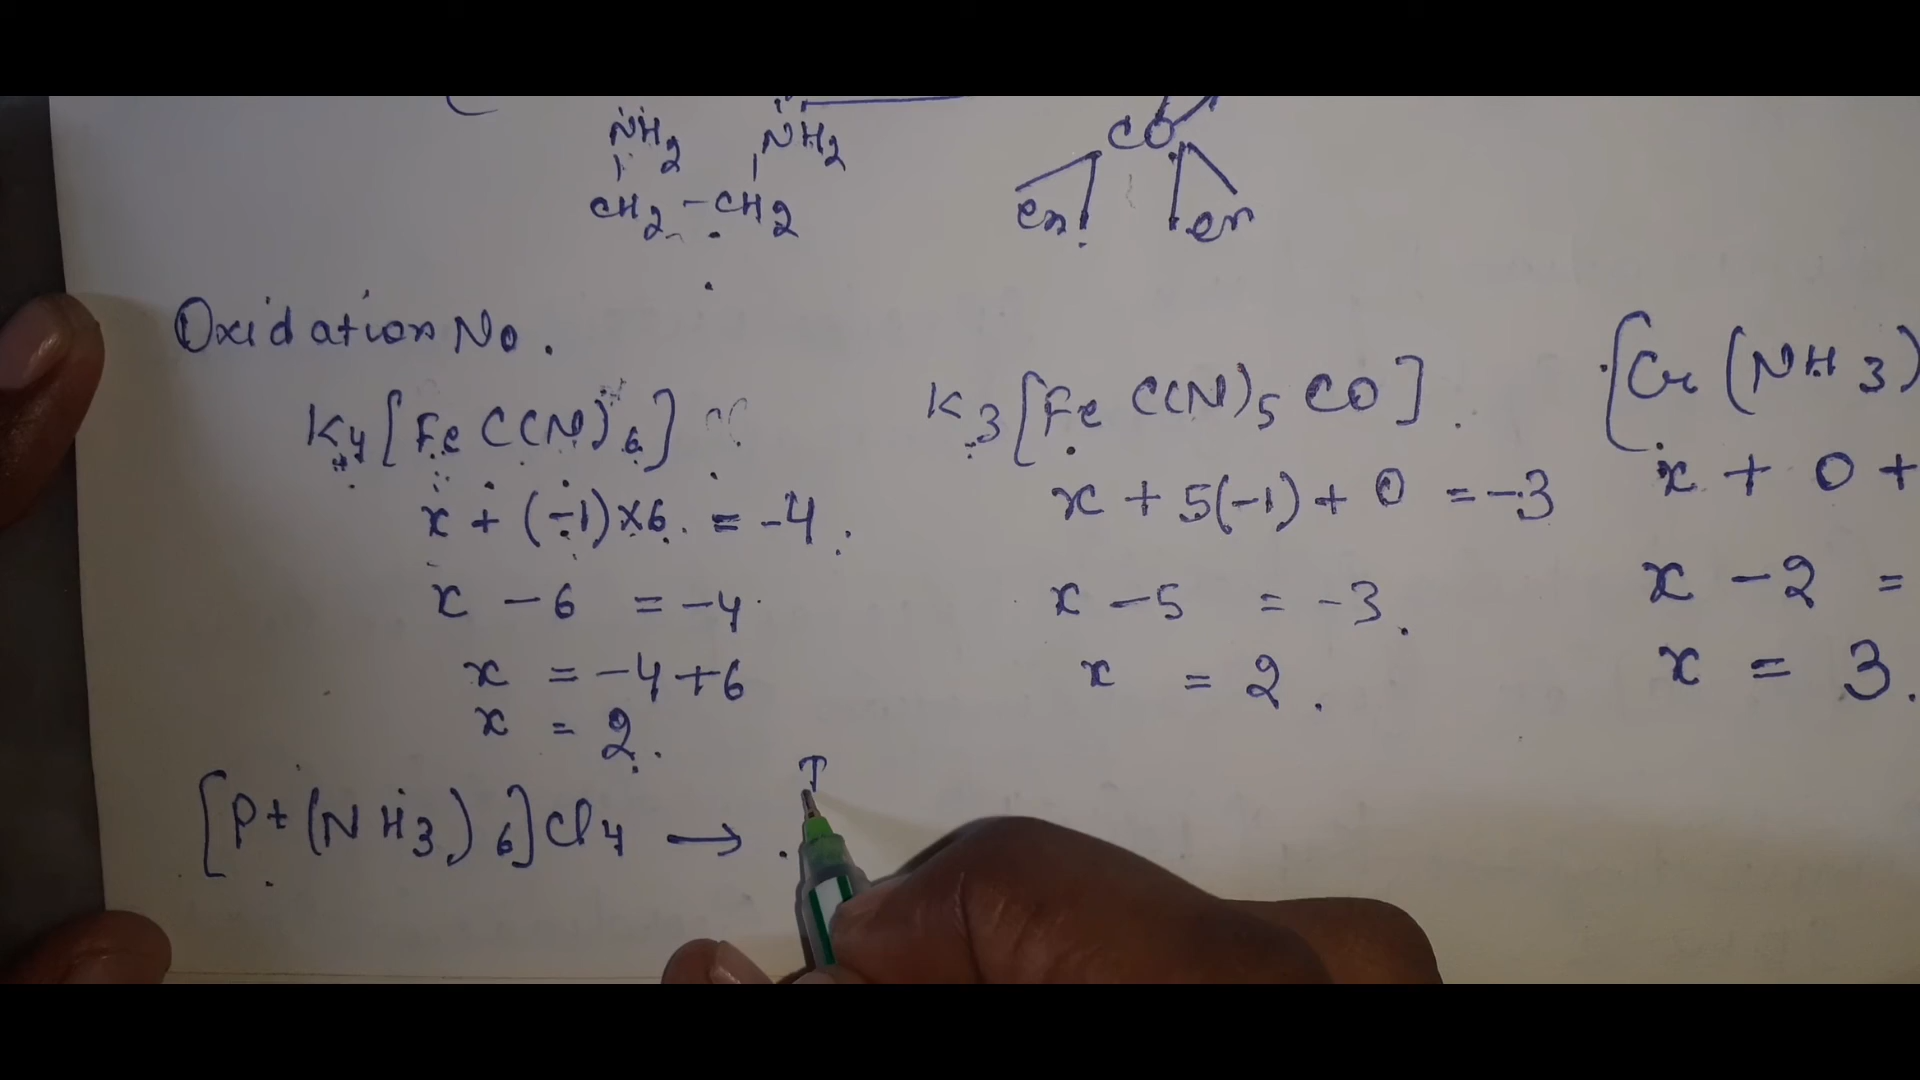 NH2 NH2 CO
CH2 - CH2 en en
Oxidation No.
K4[Fe C(N)6] K3[Fe C(N)5 CO]. [Cr (NH3)
x + (-1)×6 = -4. x + 5(-1) + 0 = -3 x + 0 +
x - 6 = -4 x - 5 = -3. x - 2 =
x = -4+6 x = 2. x = 3.
x = 2.
[Pt(NH3)6]Cl4 →